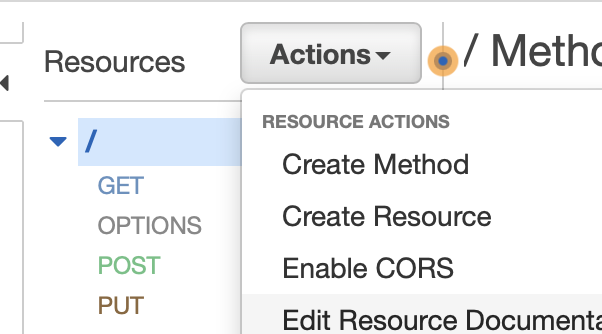 Resources
Actions
/ Metho
RESOURCE ACTIONS
/
Create Method
GET
Create Resource
OPTIONS
Enable CORS
POST
PUT
Edit Resource Documenta